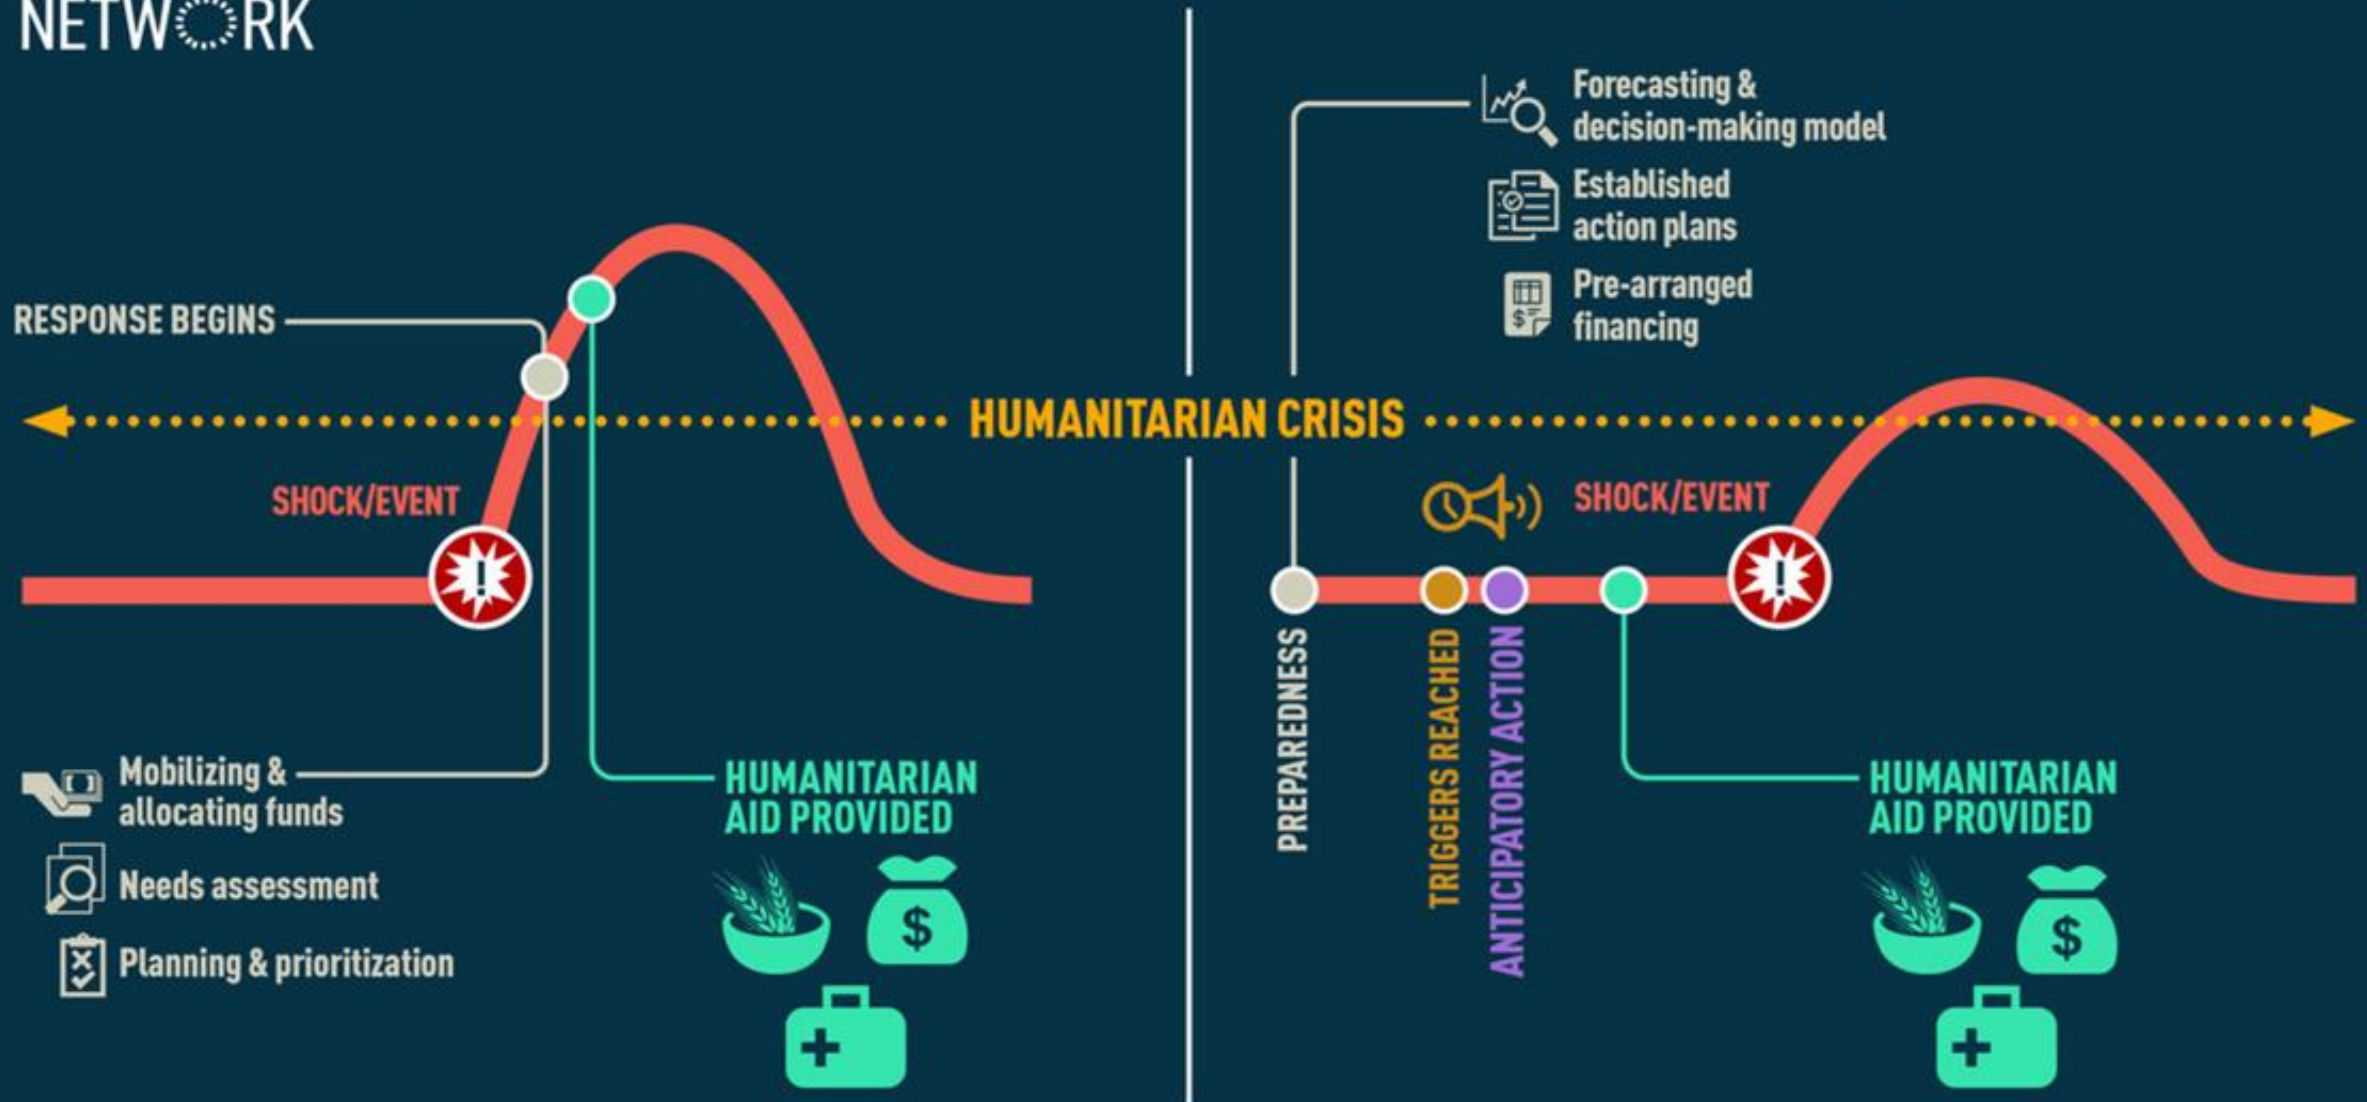 NETWORK
RESPONSE BEGINS
SHOCK/EVENT
Mobilizing &
allocating funds
Needs assessment
Planning & prioritization
HUMANITARIAN
AID PROVIDED
$
HUMANITARIAN CRISIS
Forecasting &
decision-making model
Established
action plans
Pre-arranged
financing
$
SHOCK/EVENT
PREPAREDNESS
TRIGGERS REACHED
ANTICIPATORY ACTION
HUMANITARIAN
AID PROVIDED
$